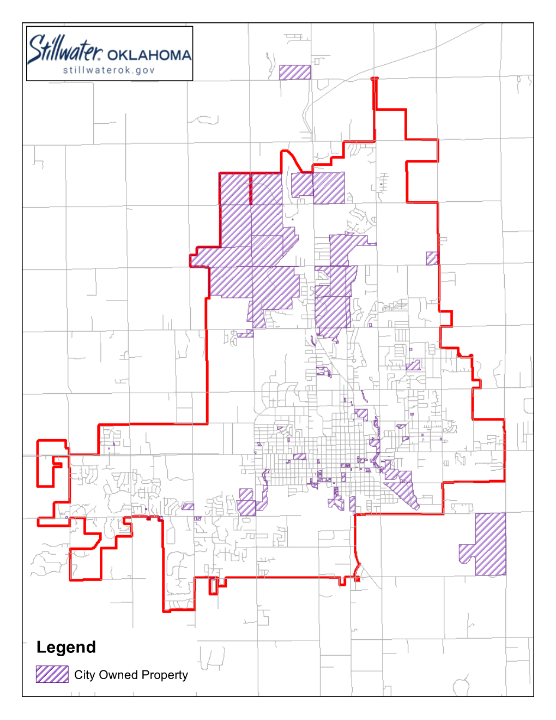 Stillwater. OKLAHOMA
stillwaterok.gov
Legend
City Owned Property